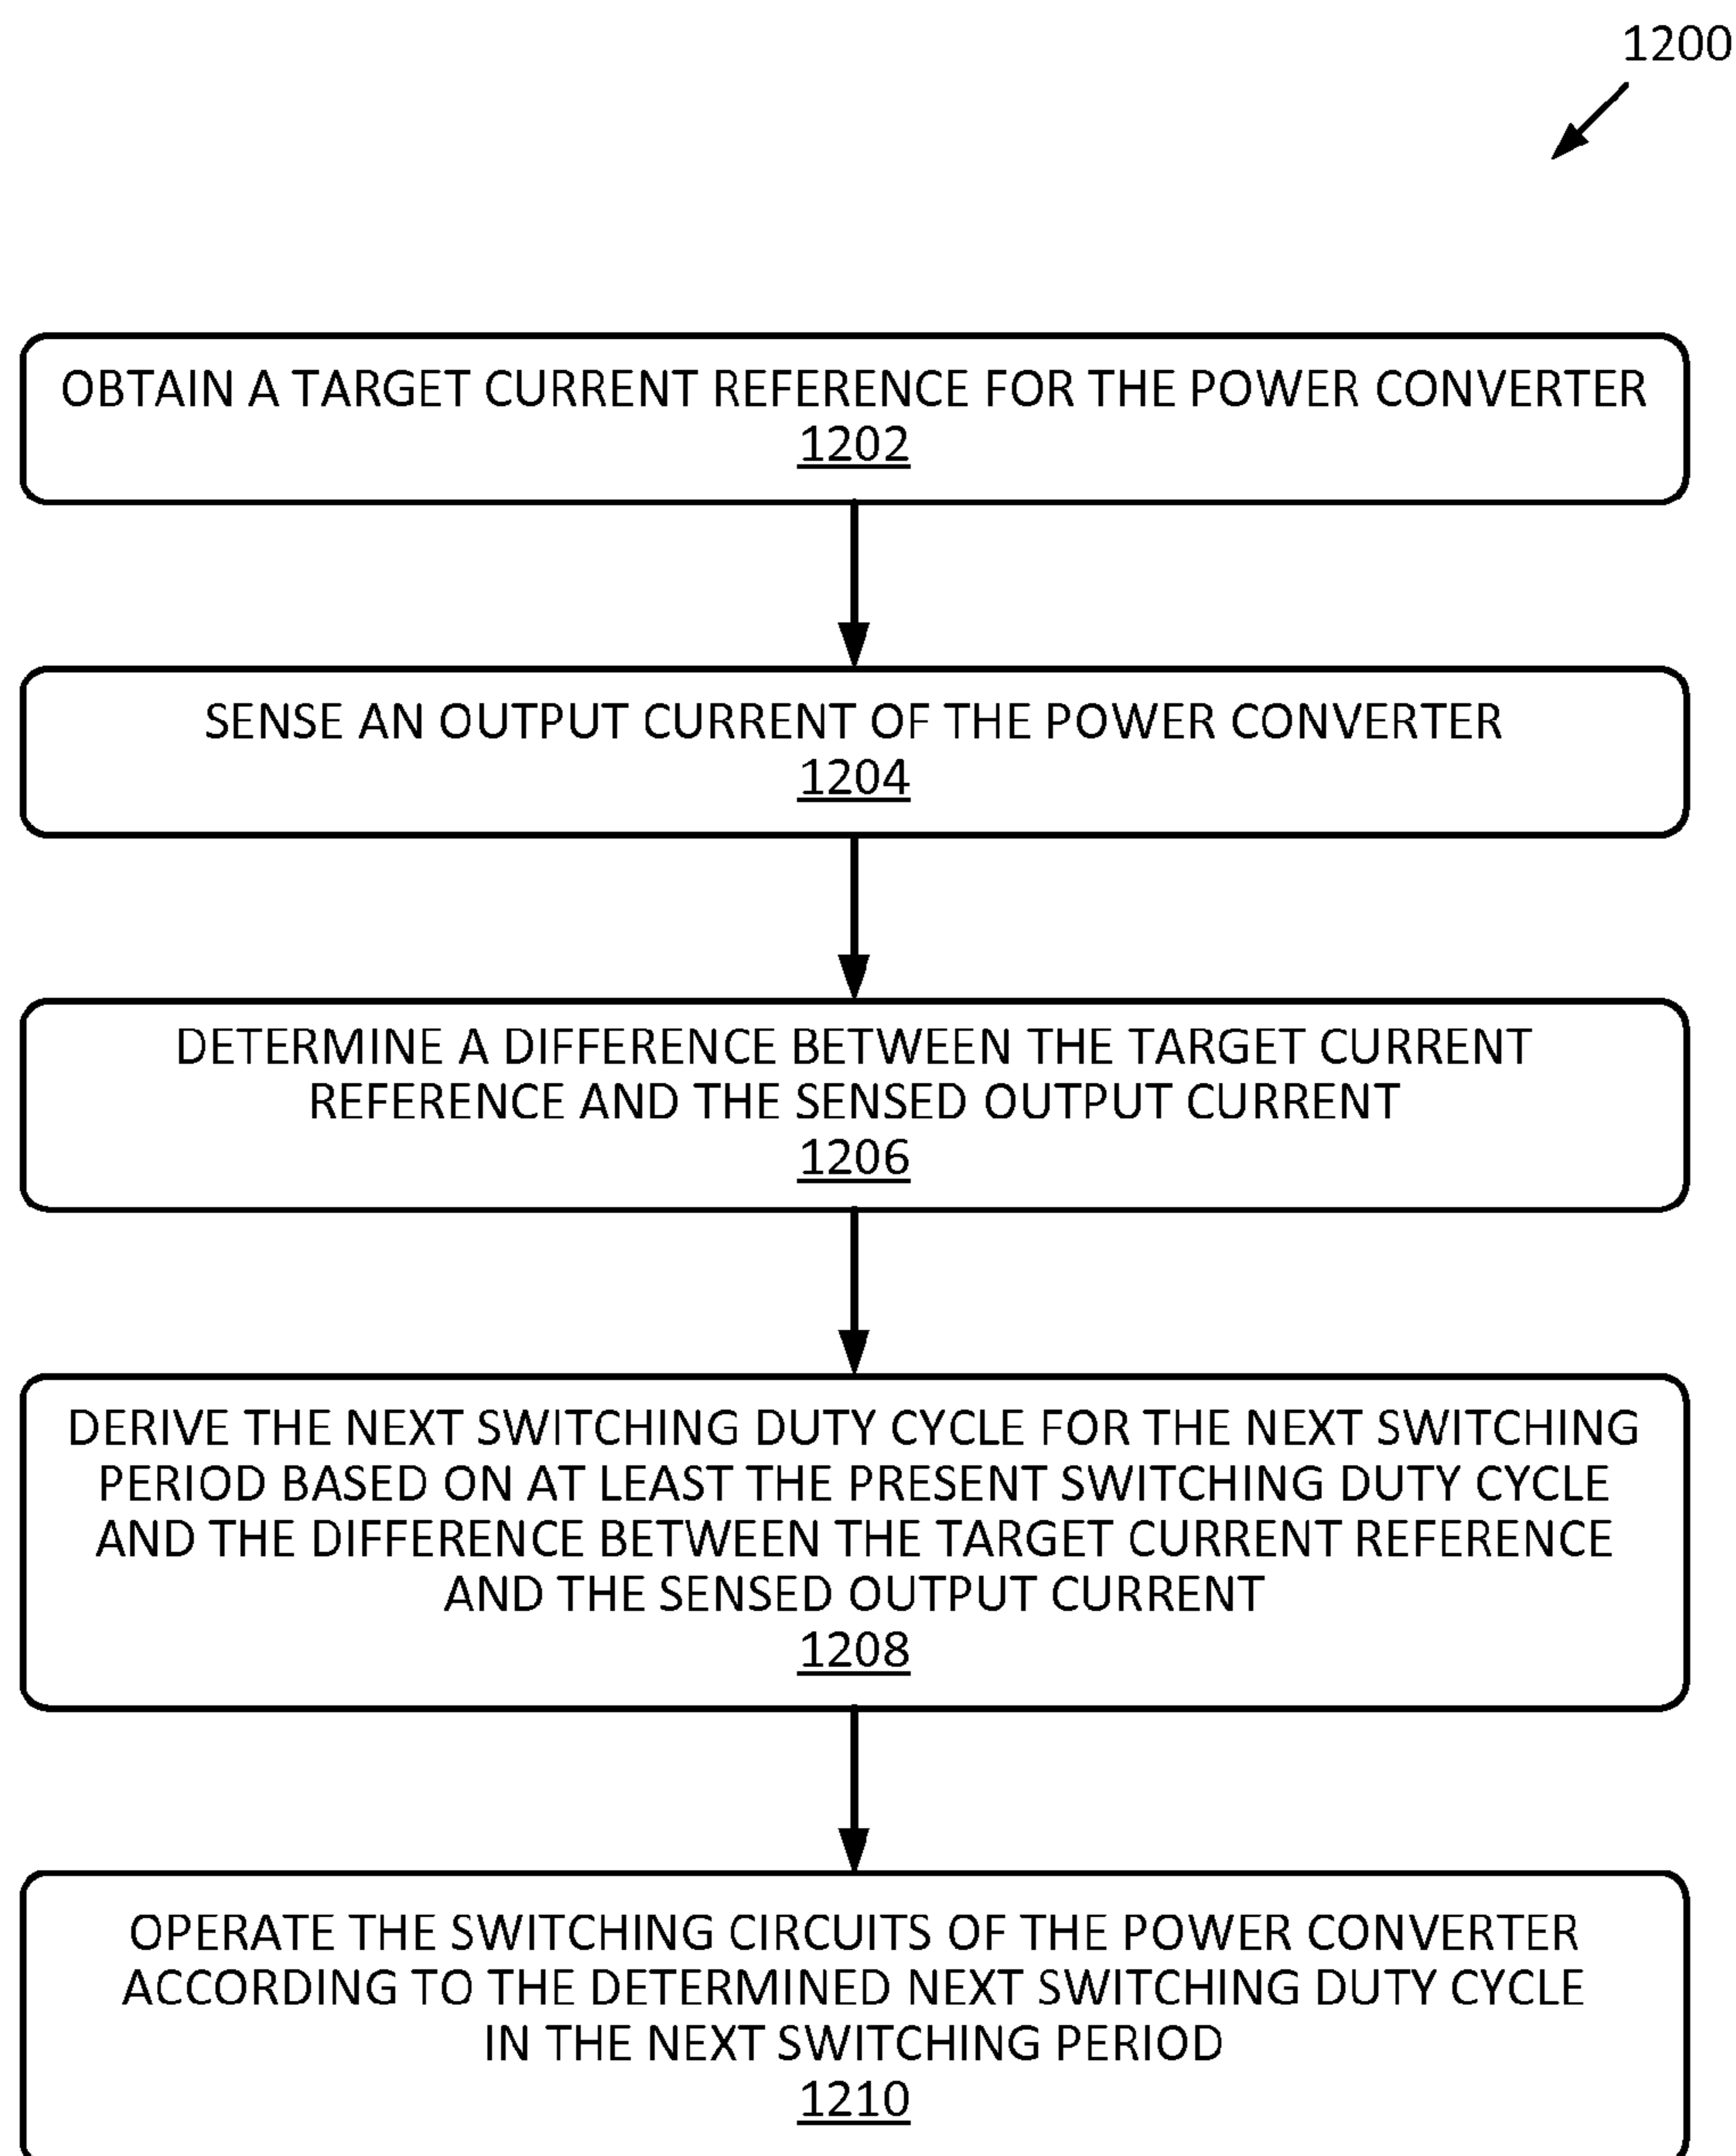 1200
OBTAIN A TARGET CURRENT REFERENCE FOR THE POWER CONVERTER
1202
SENSE AN OUTPUT CURRENT OF THE POWER CONVERTER
1204
DETERMINE A DIFFERENCE BETWEEN THE TARGET CURRENT
REFERENCE AND THE SENSED OUTPUT CURRENT
1206
DERIVE THE NEXT SWITCHING DUTY CYCLE FOR THE NEXT SWITCHING
PERIOD BASED ON AT LEAST THE PRESENT SWITCHING DUTY CYCLE
AND THE DIFFERENCE BETWEEN THE TARGET CURRENT REFERENCE
AND THE SENSED OUTPUT CURRENT
1208
OPERATE THE SWITCHING CIRCUITS OF THE POWER CONVERTER
ACCORDING TO THE DETERMINED NEXT SWITCHING DUTY CYCLE
IN THE NEXT SWITCHING PERIOD
1210